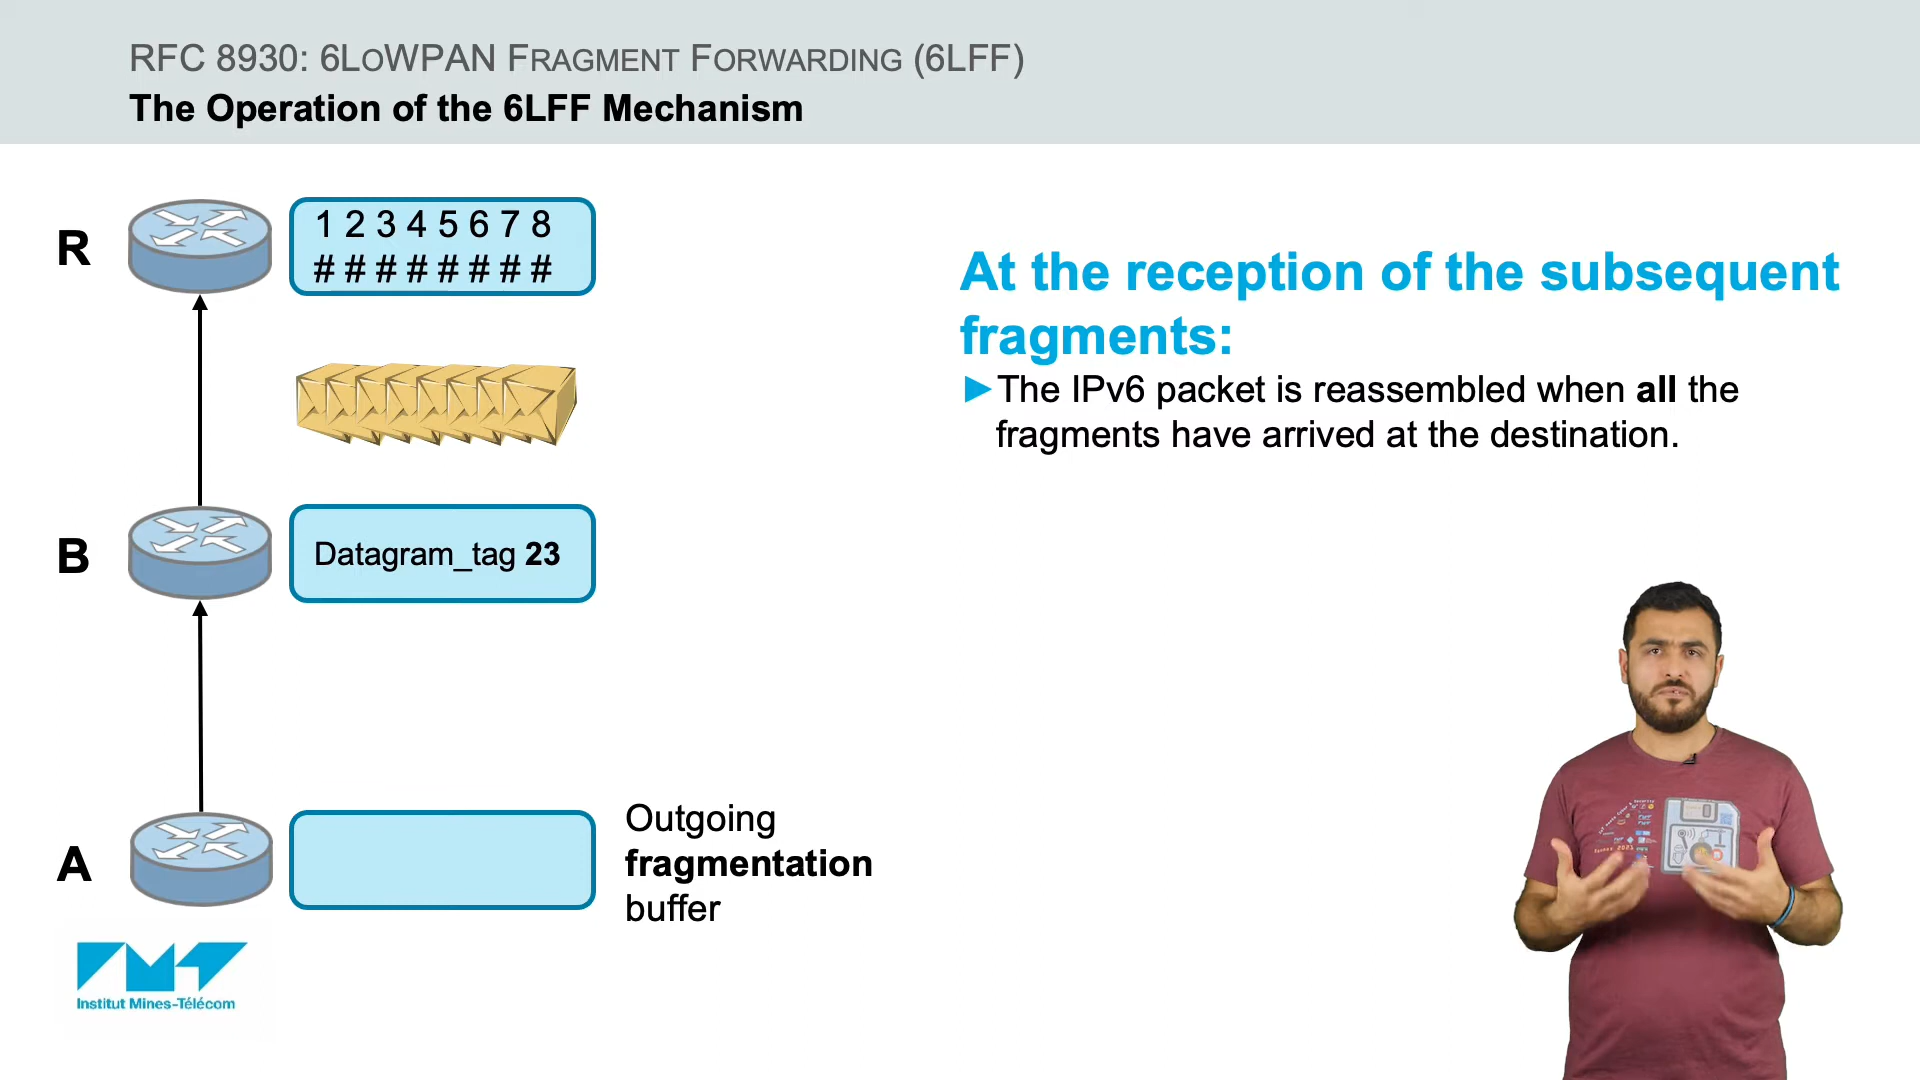 RFC 8930: 6LoWPAN Fragment Forwarding (6LFF)
The Operation of the 6LFF Mechanism
R
1 2 3 4 5 6 7 8
# # # # # # # #
At the reception of the subsequent
fragments:
The IPv6 packet is reassembled when all the
fragments have arrived at the destination.
B
Datagram_tag 23
A
Outgoing
fragmentation
buffer
Institut Mines-Télécom